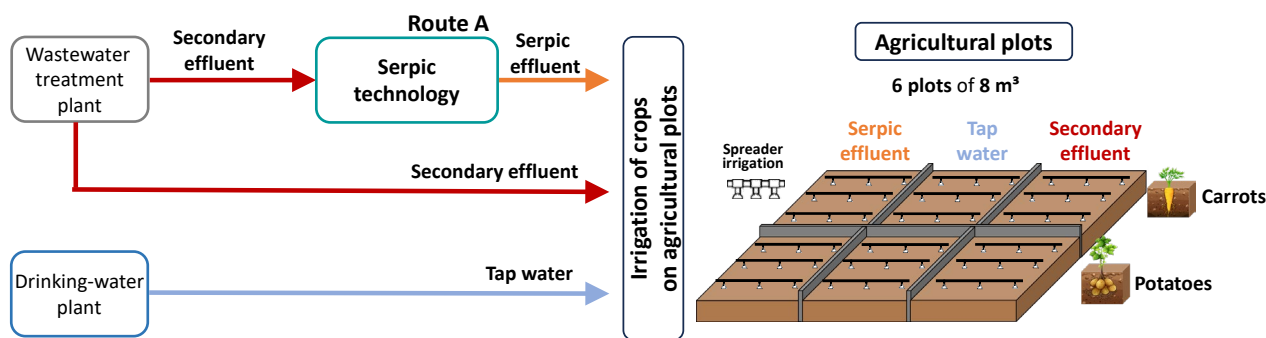 Route A
Wastewater
treatment
plant
Secondary
effluent
Serpic
technology
Serpic
effluent
Secondary effluent
Drinking-water
plant
Tap water
Irrigation of crops
on agricultural plots
Agricultural plots
6 plots of 8 m³
Spreader
irrigation
Serpic
effluent
Tap
water
Secondary
effluent
Carrots
Potatoes